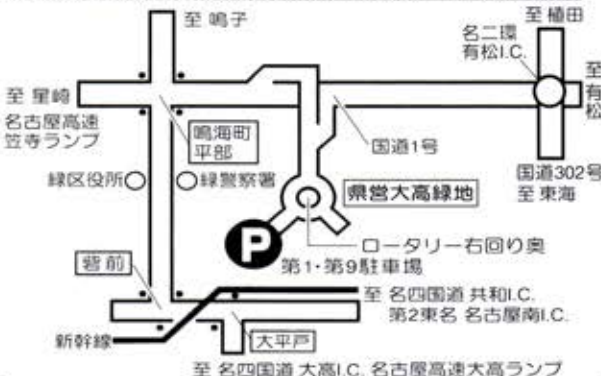 至 鳴子
至 植田
名二環
有松I.C.
至 星崎
至
有
松
名古屋高速
笠寺ランプ
鳴海町
平部
国道1号
国道302号
至 東海
緑区役所
緑警察署
県営大高緑地
P
ロータリー右回り奥
第1・第9駐車場
砦前
至 名四国道 共和I.C.
第2東名 名古屋南I.C.
新幹線
大平戸
至 名四国道 大高I.C. 名古屋高速大高ランプ